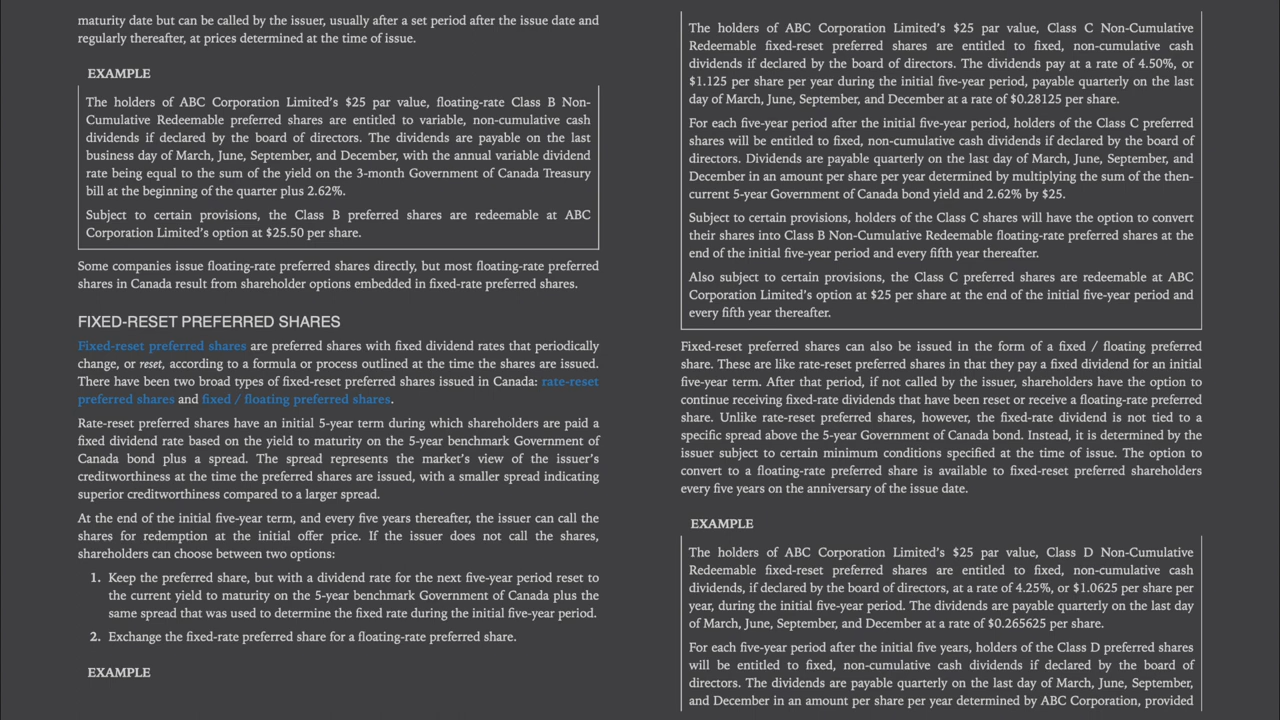 maturity date but can be called by the issuer, usually after a set period after the issue date and
regularly thereafter, at prices determined at the time of issue.
EXAMPLE
The holders of ABC Corporation Limited's $25 par value, floating-rate Class B Non-
Cumulative Redeemable preferred shares are entitled to variable, non-cumulative cash
dividends if declared by the board of directors. The dividends are payable on the last
business day of March, June, September, and December, with the annual variable dividend
rate being equal to the sum of the yield on the 3-month Government of Canada Treasury
bill at the beginning of the quarter plus 2.62%.
Subject to certain provisions, the Class B preferred shares are redeemable at ABC
Corporation Limited's option at $25.50 per share.
Some companies issue floating-rate preferred shares directly, but most floating-rate preferred
shares in Canada result from shareholder options embedded in fixed-rate preferred shares.
FIXED-RESET PREFERRED SHARES
Fixed-reset preferred shares are preferred shares with fixed dividend rates that periodically
change, or reset, according to a formula or process outlined at the time the shares are issued.
There have been two broad types of fixed-reset preferred shares issued in Canada: rate-reset
preferred shares and fixed / floating preferred shares.
Rate-reset preferred shares have an initial 5-year term during which shareholders are paid a
fixed dividend rate based on the yield to maturity on the 5-year benchmark Government of
Canada bond plus a spread. The spread represents the market's view of the issuer's
creditworthiness at the time the preferred shares are issued, with a smaller spread indicating
superior creditworthiness compared to a larger spread.
At the end of the initial five-year term, and every five years thereafter, the issuer can call the
shares for redemption at the initial offer price. If the issuer does not call the shares,
shareholders can choose between two options:
1. Keep the preferred share, but with a dividend rate for the next five-year period reset to
the current yield to maturity on the 5-year benchmark Government of Canada plus the
same spread that was used to determine the fixed rate during the initial five-year period.
2. Exchange the fixed-rate preferred share for a floating-rate preferred share.
EXAMPLE
The holders of ABC Corporation Limited's $25 par value, Class C Non-Cumulative
Redeemable fixed-reset preferred shares are entitled to fixed, non-cumulative cash
dividends if declared by the board of directors. The dividends pay at a rate of 4.50%, or
$1.125 per share per year during the initial five-year period, payable quarterly on the last
day of March, June, September, and December at a rate of $0.28125 per share.
For each five-year period after the initial five-year period, holders of the Class C preferred
shares will be entitled to fixed, non-cumulative cash dividends if declared by the board of
directors. Dividends are payable quarterly on the last day of March, June, September, and
December in an amount per share per year determined by multiplying the sum of the then-
current 5-year Government of Canada bond yield and 2.62% by $25.
Subject to certain provisions, holders of the Class C shares will have the option to convert
their shares into Class B Non-Cumulative Redeemable floating-rate preferred shares at the
end of the initial five-year period and every fifth year thereafter.
Also subject to certain provisions, the Class C preferred shares are redeemable at ABC
Corporation Limited's option at $25 per share at the end of the initial five-year period and
every fifth year thereafter.
Fixed-reset preferred shares can also be issued in the form of a fixed / floating preferred
share. These are like rate-reset preferred shares in that they pay a fixed dividend for an initial
five-year term. After that period, if not called by the issuer, shareholders have the option to
continue receiving fixed-rate dividends that have been reset or receive a floating-rate preferred
share. Unlike rate-reset preferred shares, however, the fixed-rate dividend is not tied to a
specific spread above the 5-year Government of Canada bond. Instead, it is determined by the
issuer subject to certain minimum conditions specified at the time of issue. The option to
convert to a floating-rate preferred share is available to fixed-reset preferred shareholders
every five years on the anniversary of the issue date.
EXAMPLE
The holders of ABC Corporation Limited's $25 par value, Class D Non-Cumulative
Redeemable fixed-reset preferred shares are entitled to fixed, non-cumulative cash
dividends, if declared by the board of directors, at a rate of 4.25%, or $1.0625 per share per
year, during the initial five-year period. The dividends are payable quarterly on the last day
of March, June, September, and December at a rate of $0.265625 per share.
For each five-year period after the initial five years, holders of the Class D preferred shares
will be entitled to fixed, non-cumulative cash dividends if declared by the board of
directors. The dividends are payable quarterly on the last day of March, June, September,
and December in an amount per share per year determined by ABC Corporation, provided